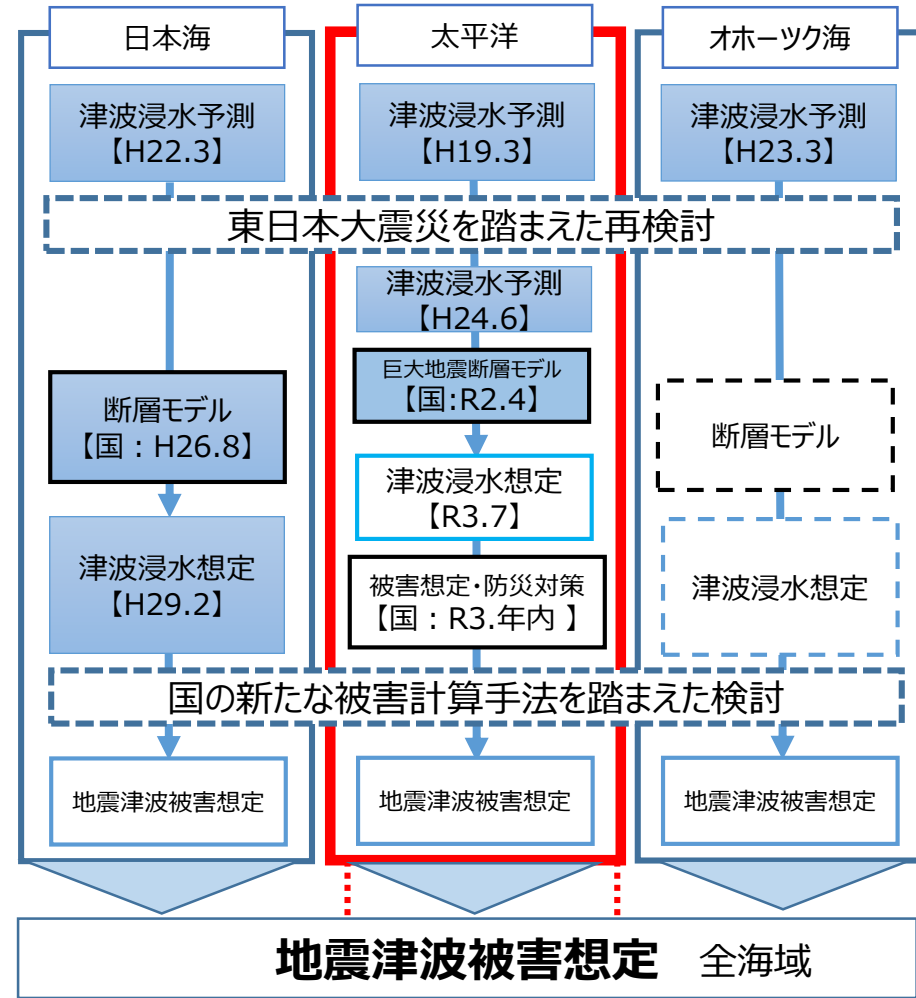 日本海
太平洋
オホーツク海
津波浸水予測
【H22.3】
津波浸水予測
【H19.3】
津波浸水予測
【H23.3】
東日本大震災を踏まえた再検討
津波浸水予測
【H24.6】
巨大地震断層モデル
【国:R2.4】
断層モデル
【国：H26.8】
断層モデル
津波浸水想定
【R3.7】
津波浸水想定
【H29.2】
被害想定・防災対策
【国：R3.年内 】
津波浸水想定
国の新たな被害計算手法を踏まえた検討
地震津波被害想定
地震津波被害想定
地震津波被害想定
地震津波被害想定 全海域